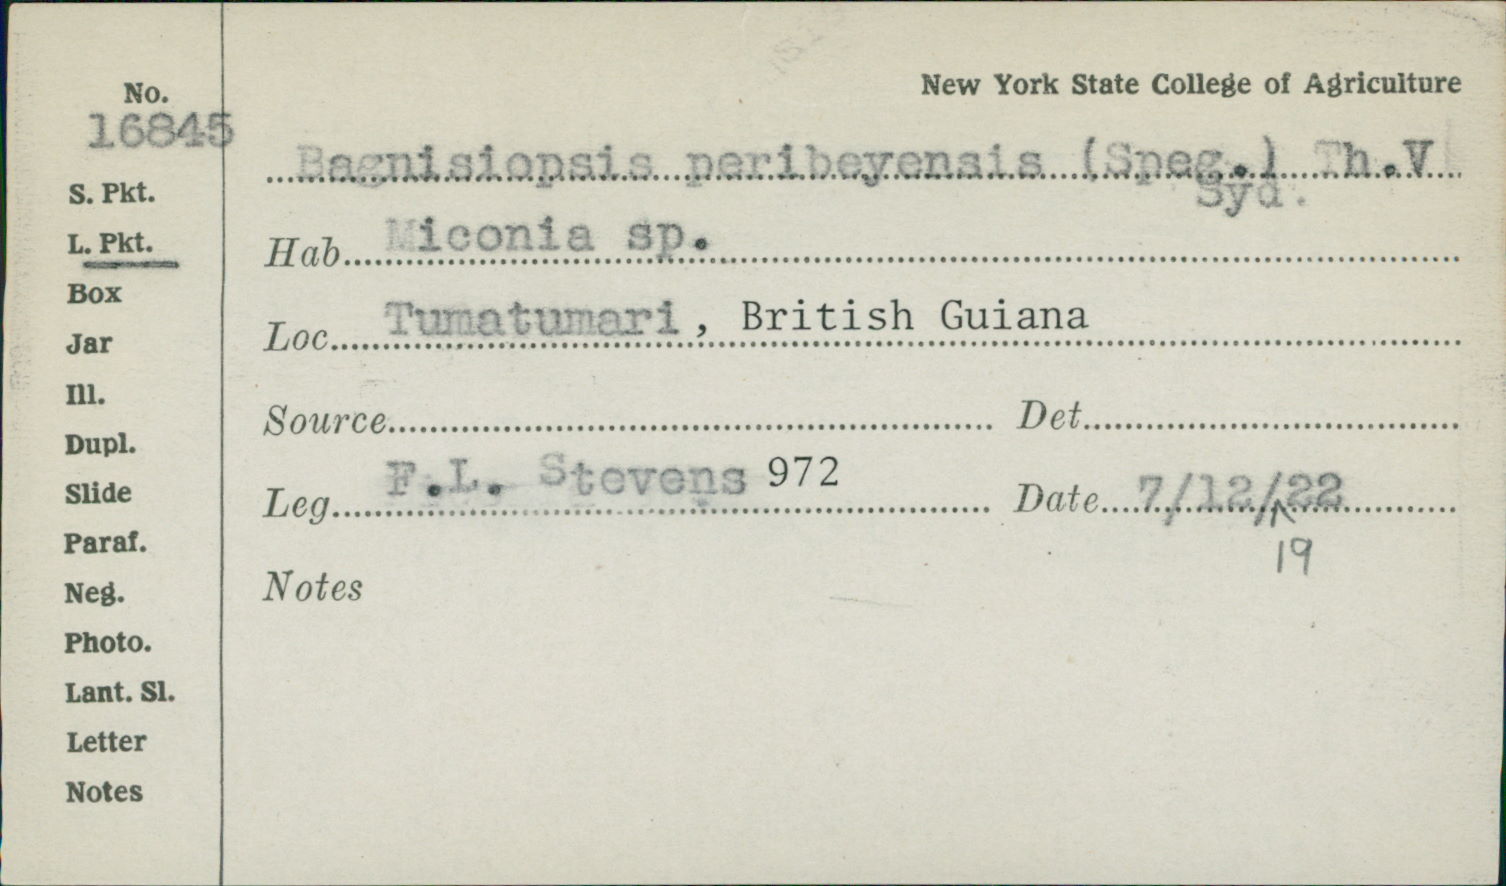 New York State College of Agriculture
No.
16845
Bagnisiopsis peribeyensis (Speg.) Th.
Syd.
S. Pkt.
L. Pkt.
Box
Jar
Ill.
Dupl.
Slide
Paraf.
Neg.
Photo.
Lant. Sl.
Letter
Notes
Hab Miconia sp.
Loc Tumatumari, British Guiana
Source Det
Leg F.L. Stevens 972 Date 7/12/22
19
Notes